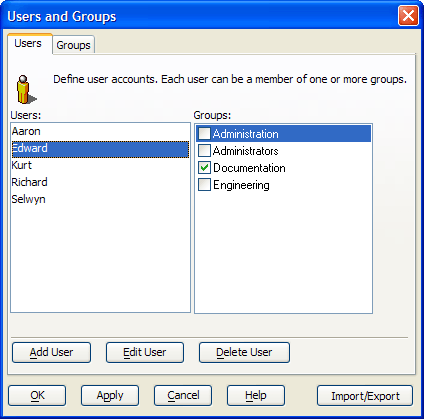 Users and Groups
Users Groups
Define user accounts. Each user can be a member of one or more groups.
Users: Groups:
Aaron
Edward
Kurt
Richard
Selwyn
Administration
Administrators
Documentation
Engineering
Add User Edit User Delete User
OK Apply Cancel Help Import/Export